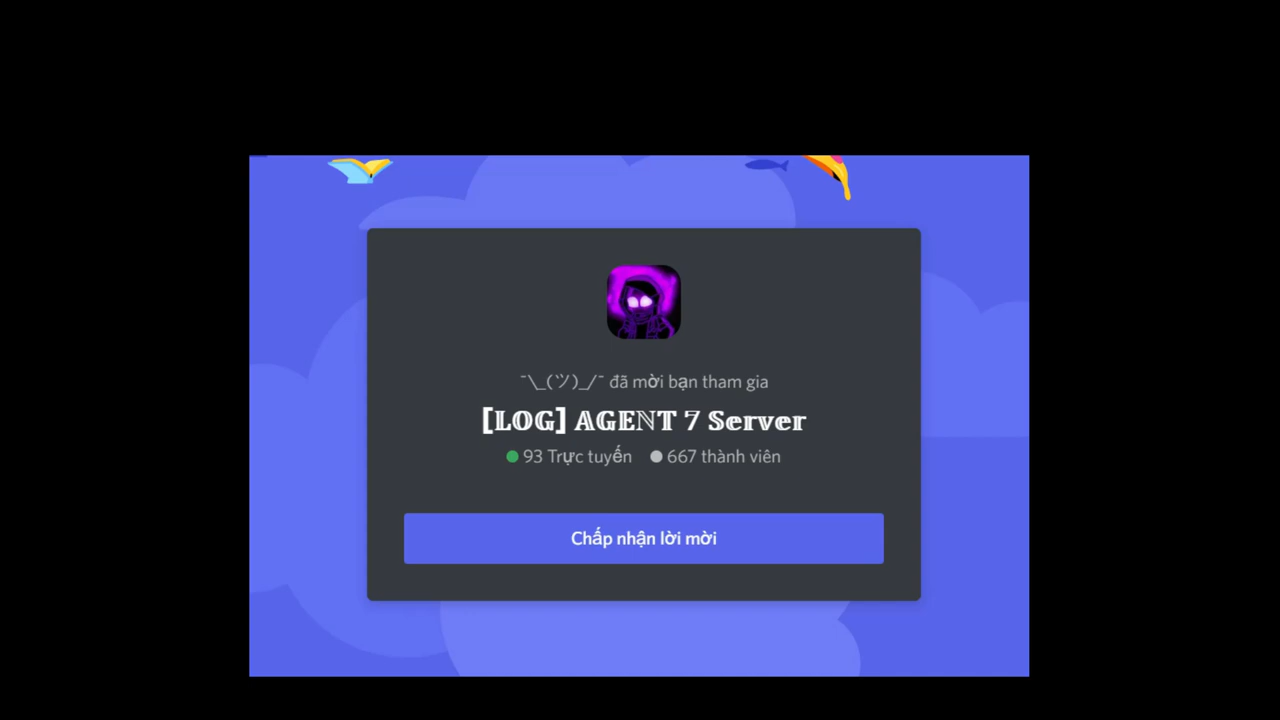 ¯\_(ツ)_/¯ đã mời bạn tham gia
[LOG] AGENT 7 Server
93 Trực tuyến 667 thành viên
Chấp nhận lời mời